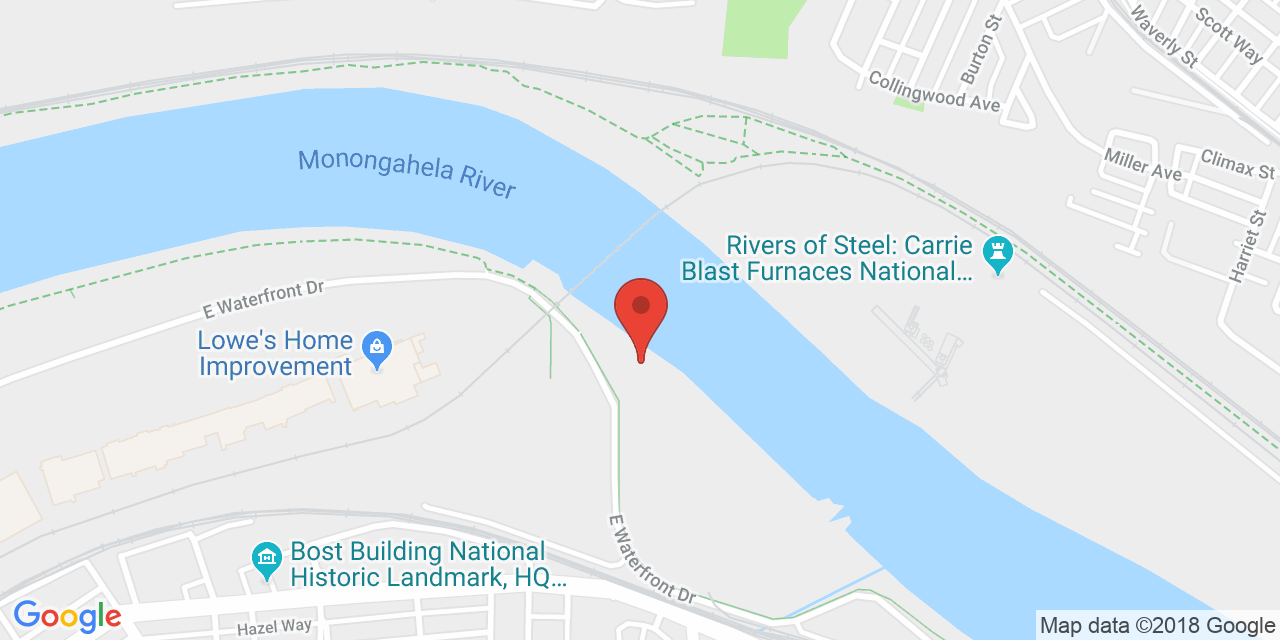 Scott Way
Waverly St
Burton St
Collingwood Ave
Monongahela River
Miller Ave
Climax St
Harriet St
Rivers of Steel: Carrie
Blast Furnaces National...
E Waterfront Dr
Lowe's Home
Improvement
E Waterfront Dr
Bost Building National
Historic Landmark, HQ...
Hazel Way
Google
Map data ©2018 Google